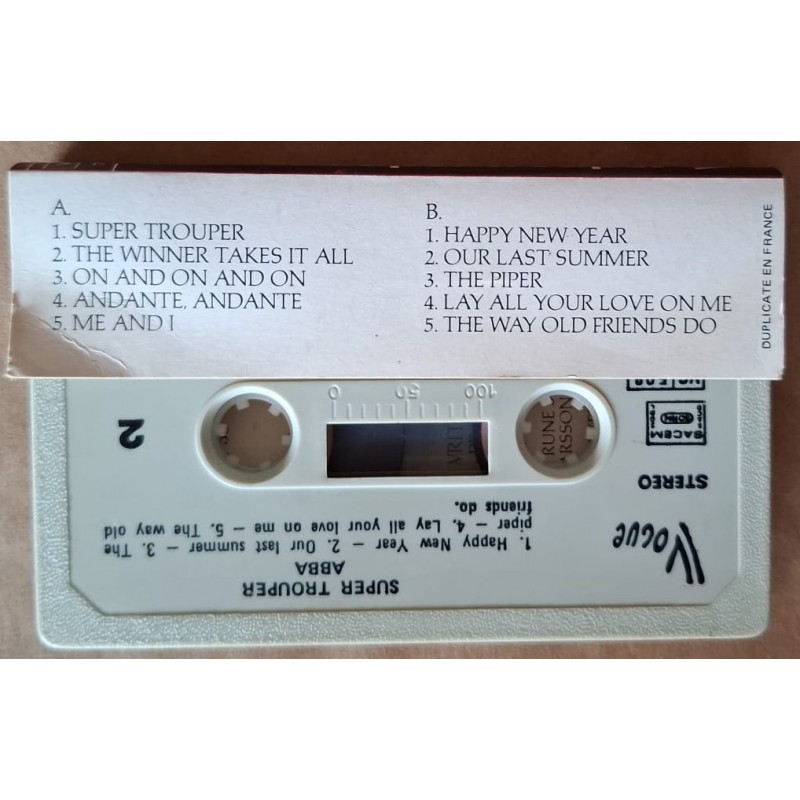 A.
1. SUPER TROUPER
2. THE WINNER TAKES IT ALL
3. ON AND ON AND ON
4. ANDANTE, ANDANTE
5. ME AND I
B.
1. HAPPY NEW YEAR
2. OUR LAST SUMMER
3. THE PIPER
4. LAY ALL YOUR LOVE ON ME
5. THE WAY OLD FRIENDS DO
DUPLICATE EN FRANCE
SUPER TROUPER
ABBA
1. Happy New Year – 2. Our last summer – 3. The
piper – 4. Lay all your love on me – 5. The way old
friends do.
Vogue
STEREO
SACEM
2
0 50 100
RUNE
RSSON